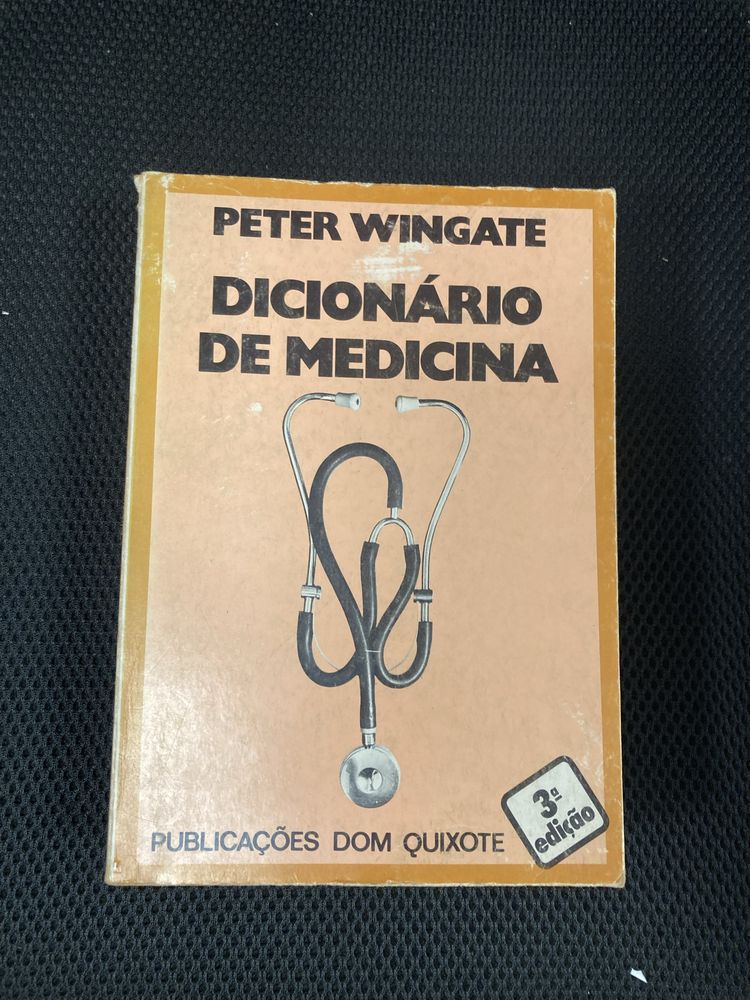 PETER WINGATE
DICIONÁRIO
DE MEDICINA
3ª
edição
PUBLICAÇÕES DOM QUIXOTE